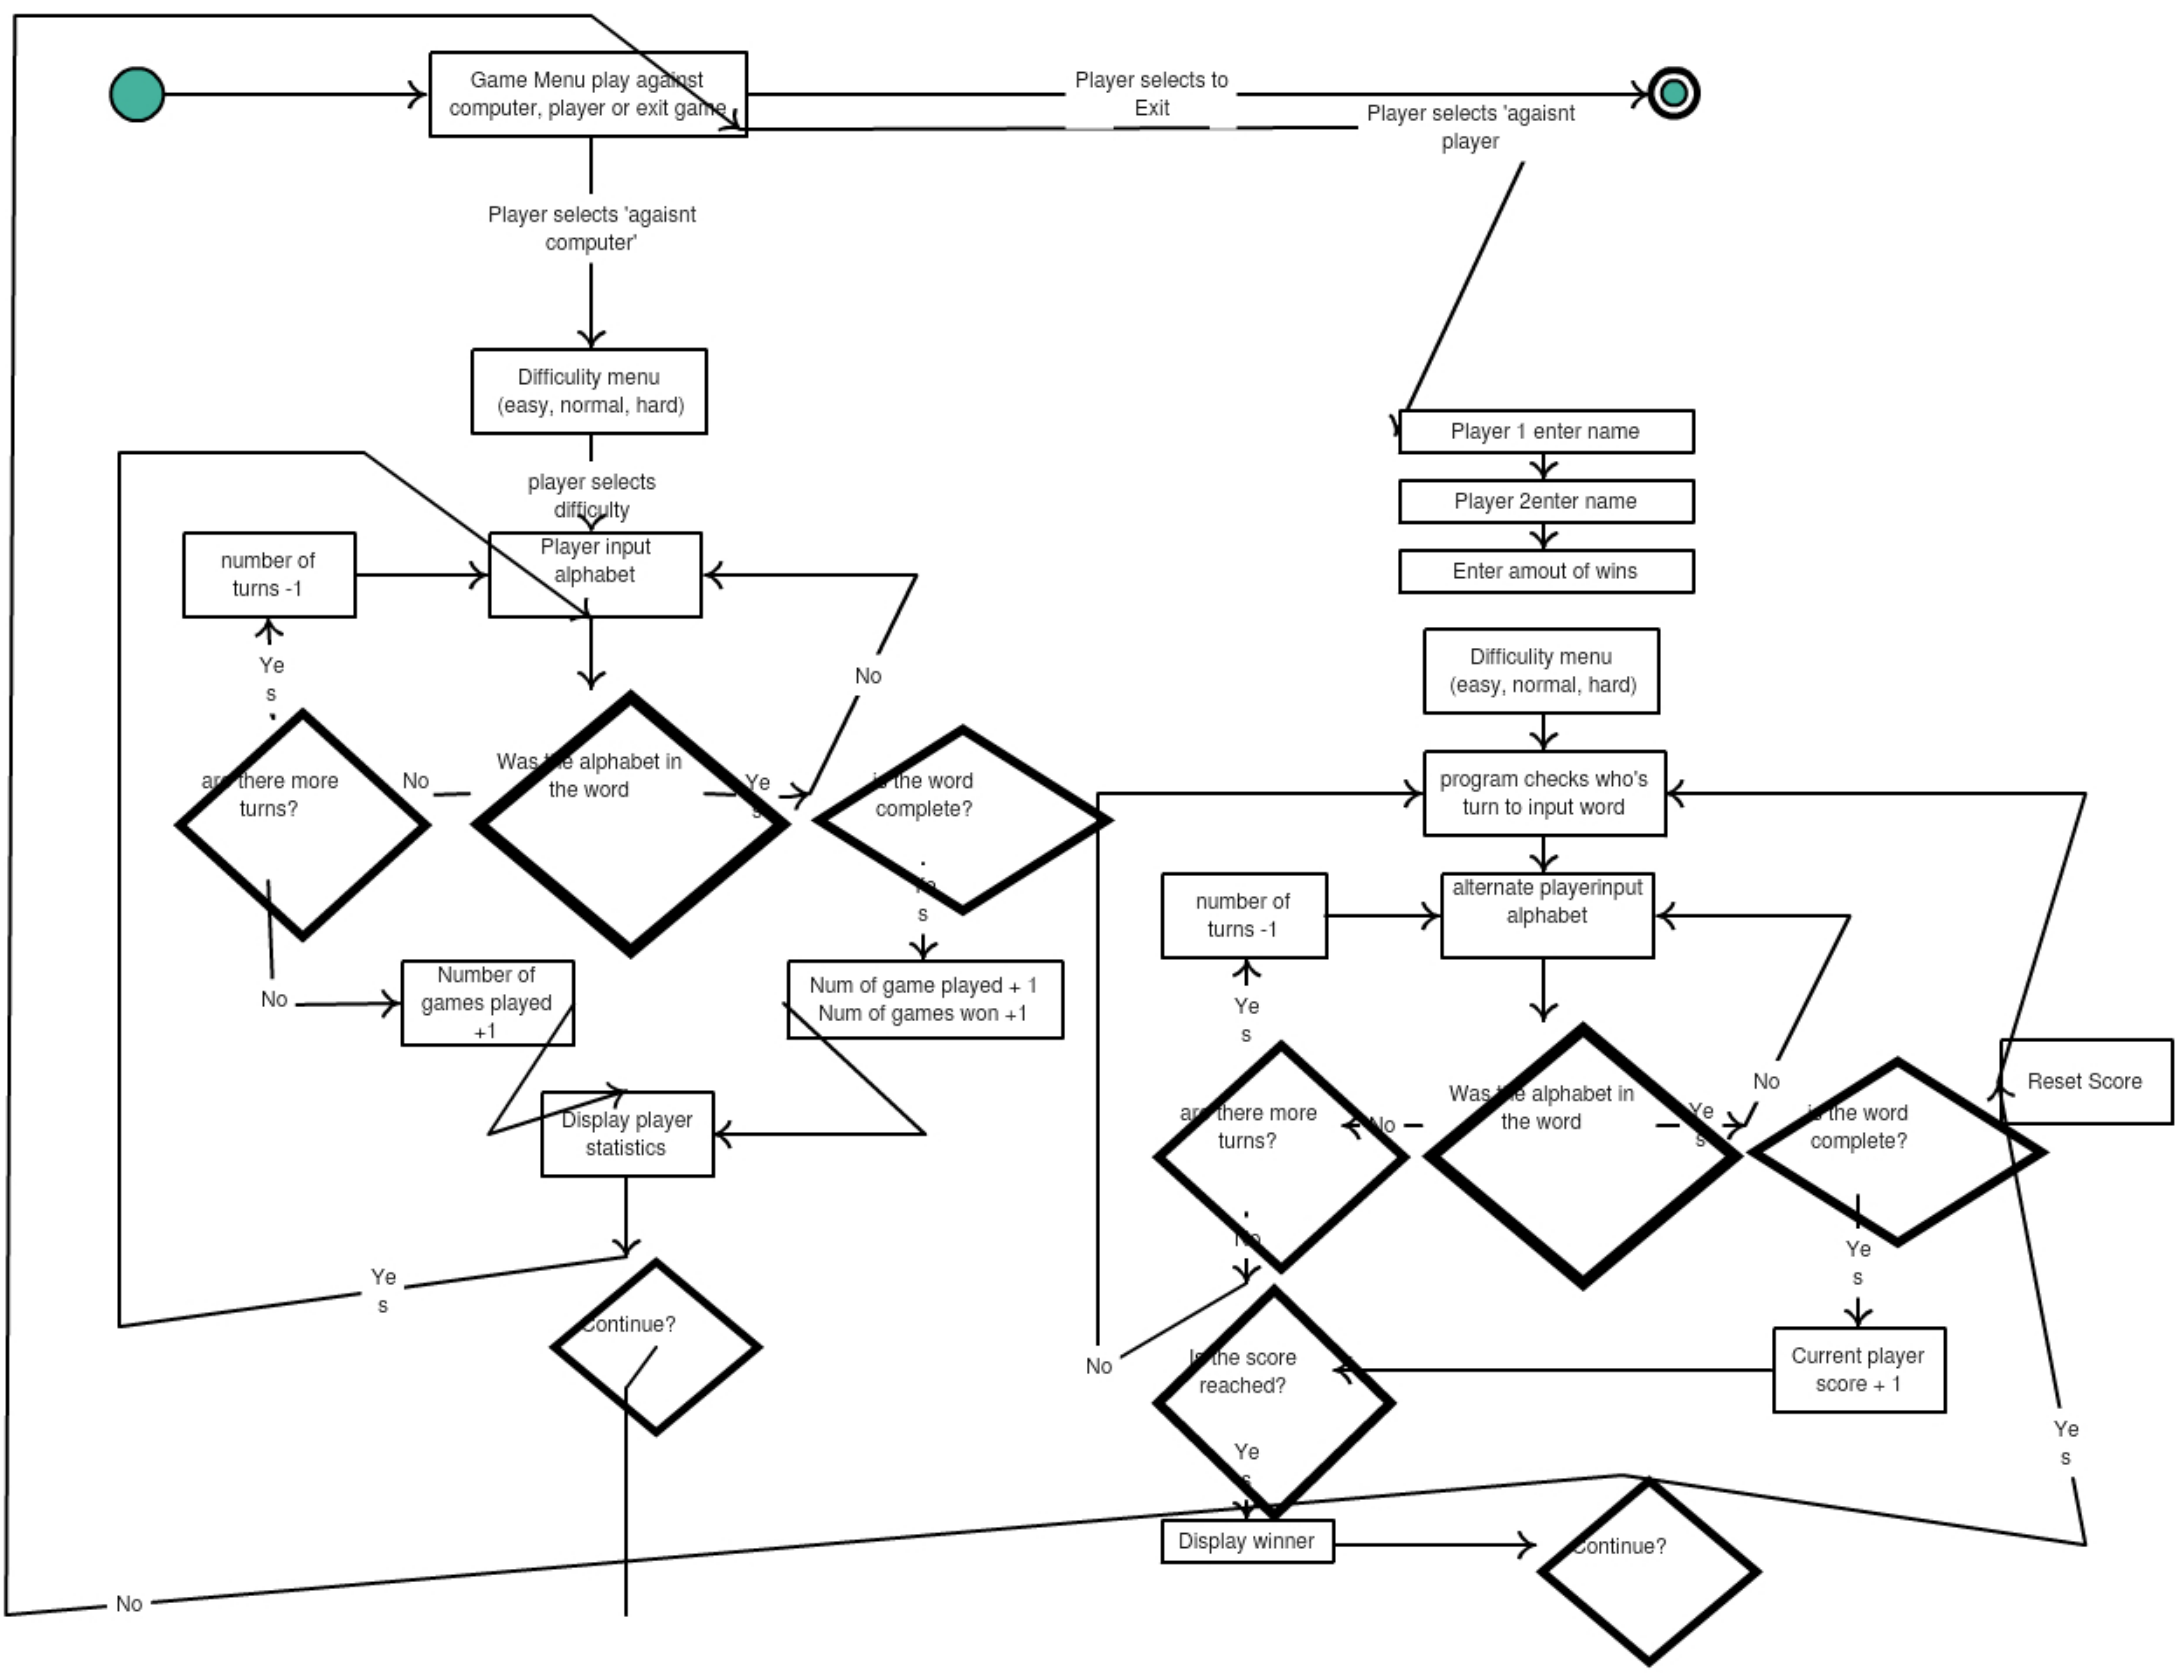 Game Menu play against
computer, player or exit game
Player selects to
Exit
Player selects 'agaisnt
player
Player selects 'agaisnt
computer'
Difficulity menu
(easy, normal, hard)
player selects
difficulty
Player input
alphabet
number of
turns -1
Ye
s
No
are there more
turns?
No
Was the alphabet in
the word
Ye
s
is the word
complete?
Ye
s
No
Number of
games played
+1
Num of game played + 1
Num of games won +1
Display player
statistics
Ye
s
Continue?
No
Player 1 enter name
Player 2enter name
Enter amout of wins
Difficulity menu
(easy, normal, hard)
program checks who's
turn to input word
alternate playerinput
alphabet
number of
turns -1
Ye
s
No
Reset Score
are there more
turns?
No
Was the alphabet in
the word
Ye
s
is the word
complete?
No
Ye
s
No
Is the score
reached?
Current player
score + 1
Ye
s
Ye
s
Display winner
Continue?